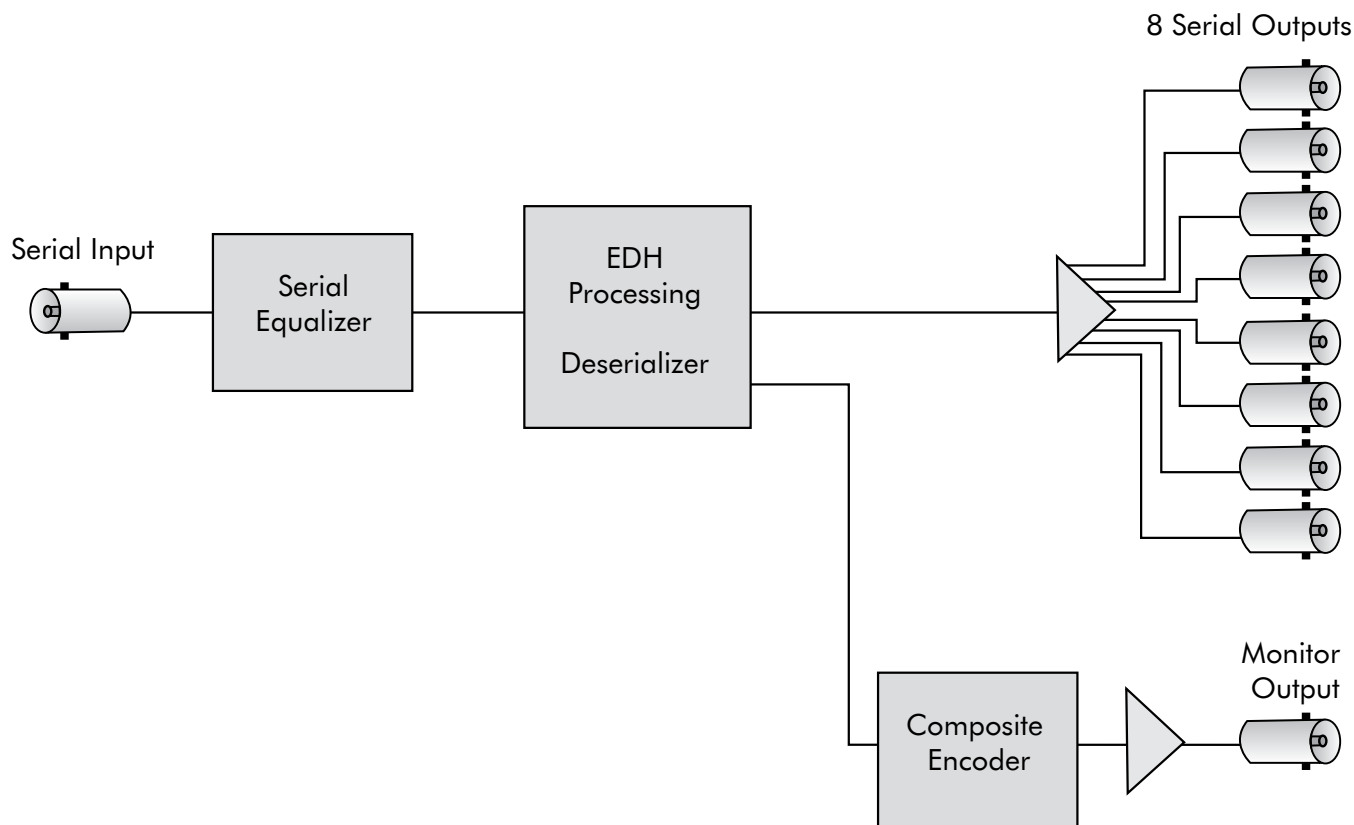 8 Serial Outputs
Serial Input
Serial
Equalizer
EDH
Processing
Deserializer
Monitor
Output
Composite
Encoder